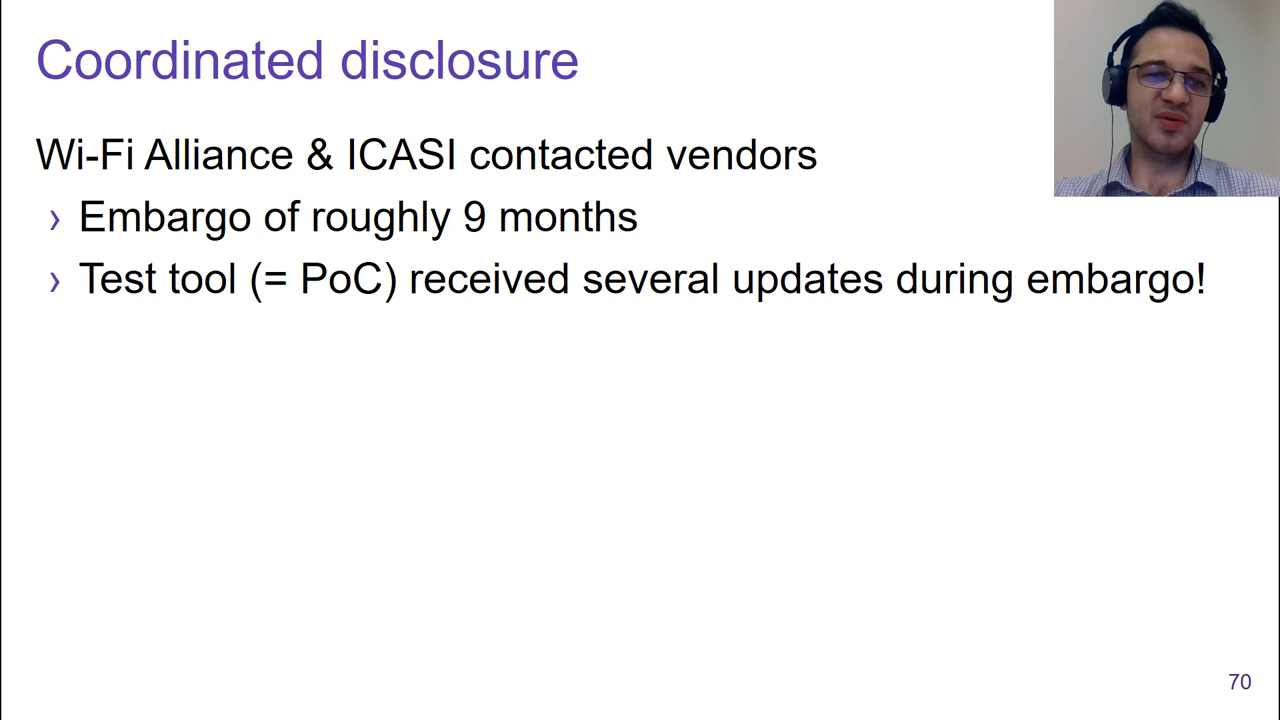 Coordinated disclosure
Wi-Fi Alliance & ICASI contacted vendors
› Embargo of roughly 9 months
› Test tool (= PoC) received several updates during embargo!
70